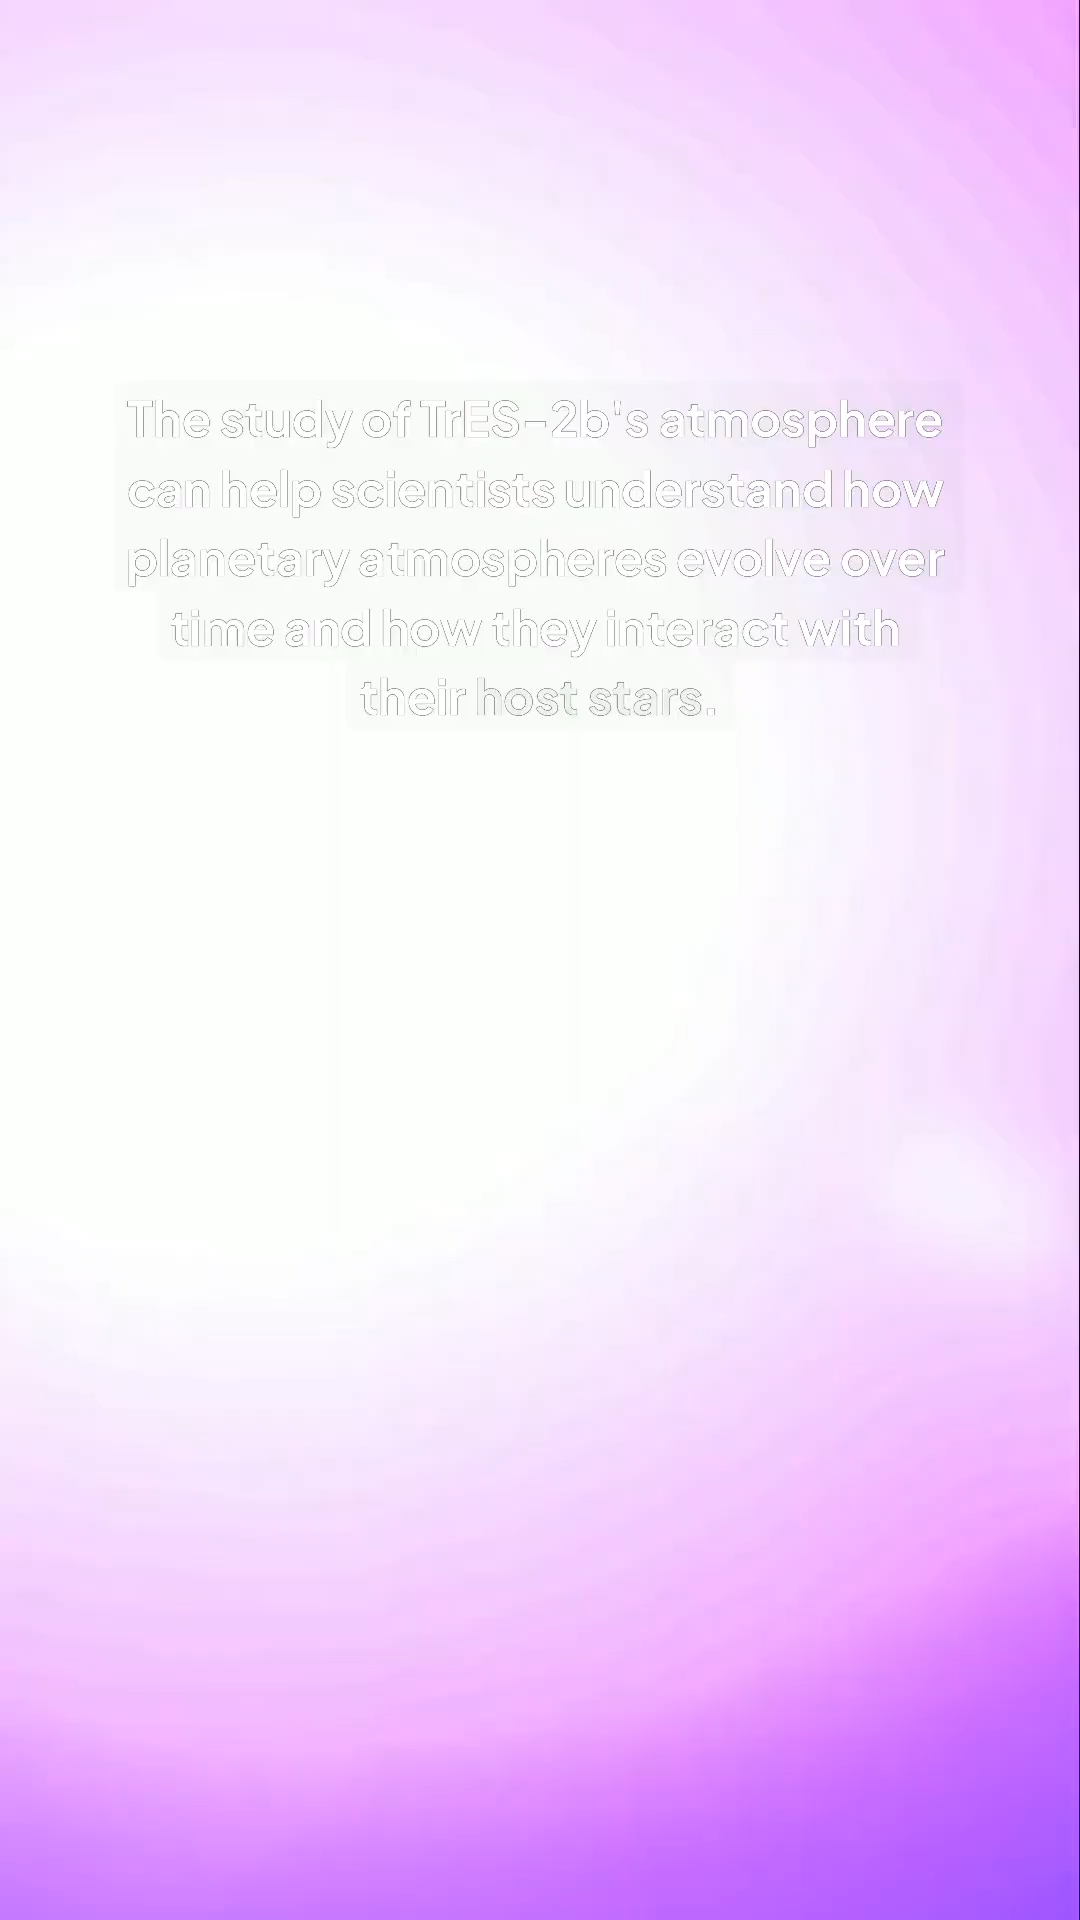 The study of TrES-2b's atmosphere
can help scientists understand how
planetary atmospheres evolve over
time and how they interact with
their host stars.